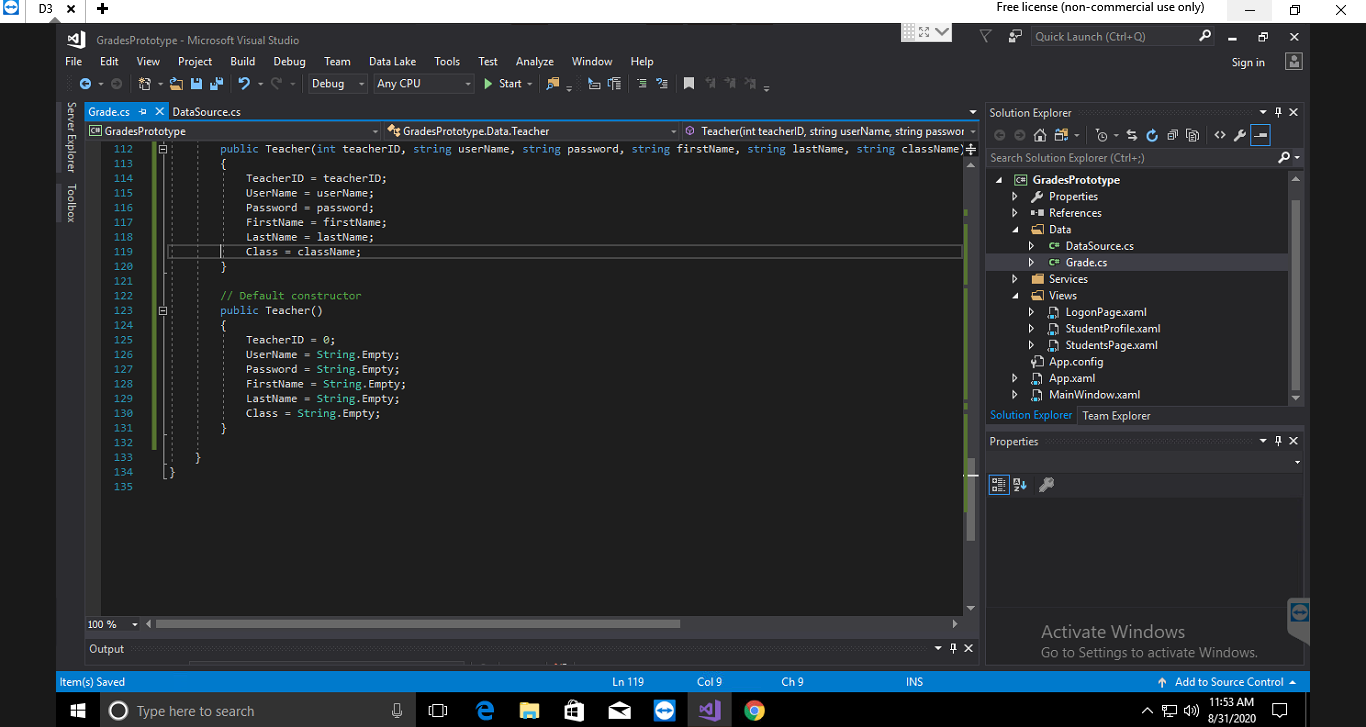 D3
Free license (non-commercial use only)
GradesPrototype - Microsoft Visual Studio
Quick Launch (Ctrl+Q)
File Edit View Project Build Debug Team Data Lake Tools Test Analyze Window Help
Sign in
Debug Any CPU Start
Server Explorer
Toolbox
Grade.cs DataSource.cs
GradesPrototype GradesPrototype.Data.Teacher Teacher(int teacherID, string userName, string passwor
112 public Teacher(int teacherID, string userName, string password, string firstName, string lastName, string className)
113 {
114 TeacherID = teacherID;
115 UserName = userName;
116 Password = password;
117 FirstName = firstName;
118 LastName = lastName;
119 Class = className;
120 }
121
122 // Default constructor
123 public Teacher()
124 {
125 TeacherID = 0;
126 UserName = String.Empty;
127 Password = String.Empty;
128 FirstName = String.Empty;
129 LastName = String.Empty;
130 Class = String.Empty;
131 }
132
133 }
134 }
135
100 %
Output
Solution Explorer
Search Solution Explorer (Ctrl+;)
GradesPrototype
Properties
References
Data
C# DataSource.cs
C# Grade.cs
Services
Views
LogonPage.xaml
StudentProfile.xaml
StudentsPage.xaml
App.config
App.xaml
MainWindow.xaml
Solution Explorer Team Explorer
Properties
Activate Windows
Go to Settings to activate Windows.
Item(s) Saved Ln 119 Col 9 Ch 9 INS Add to Source Control
Type here to search
11:53 AM
8/31/2020